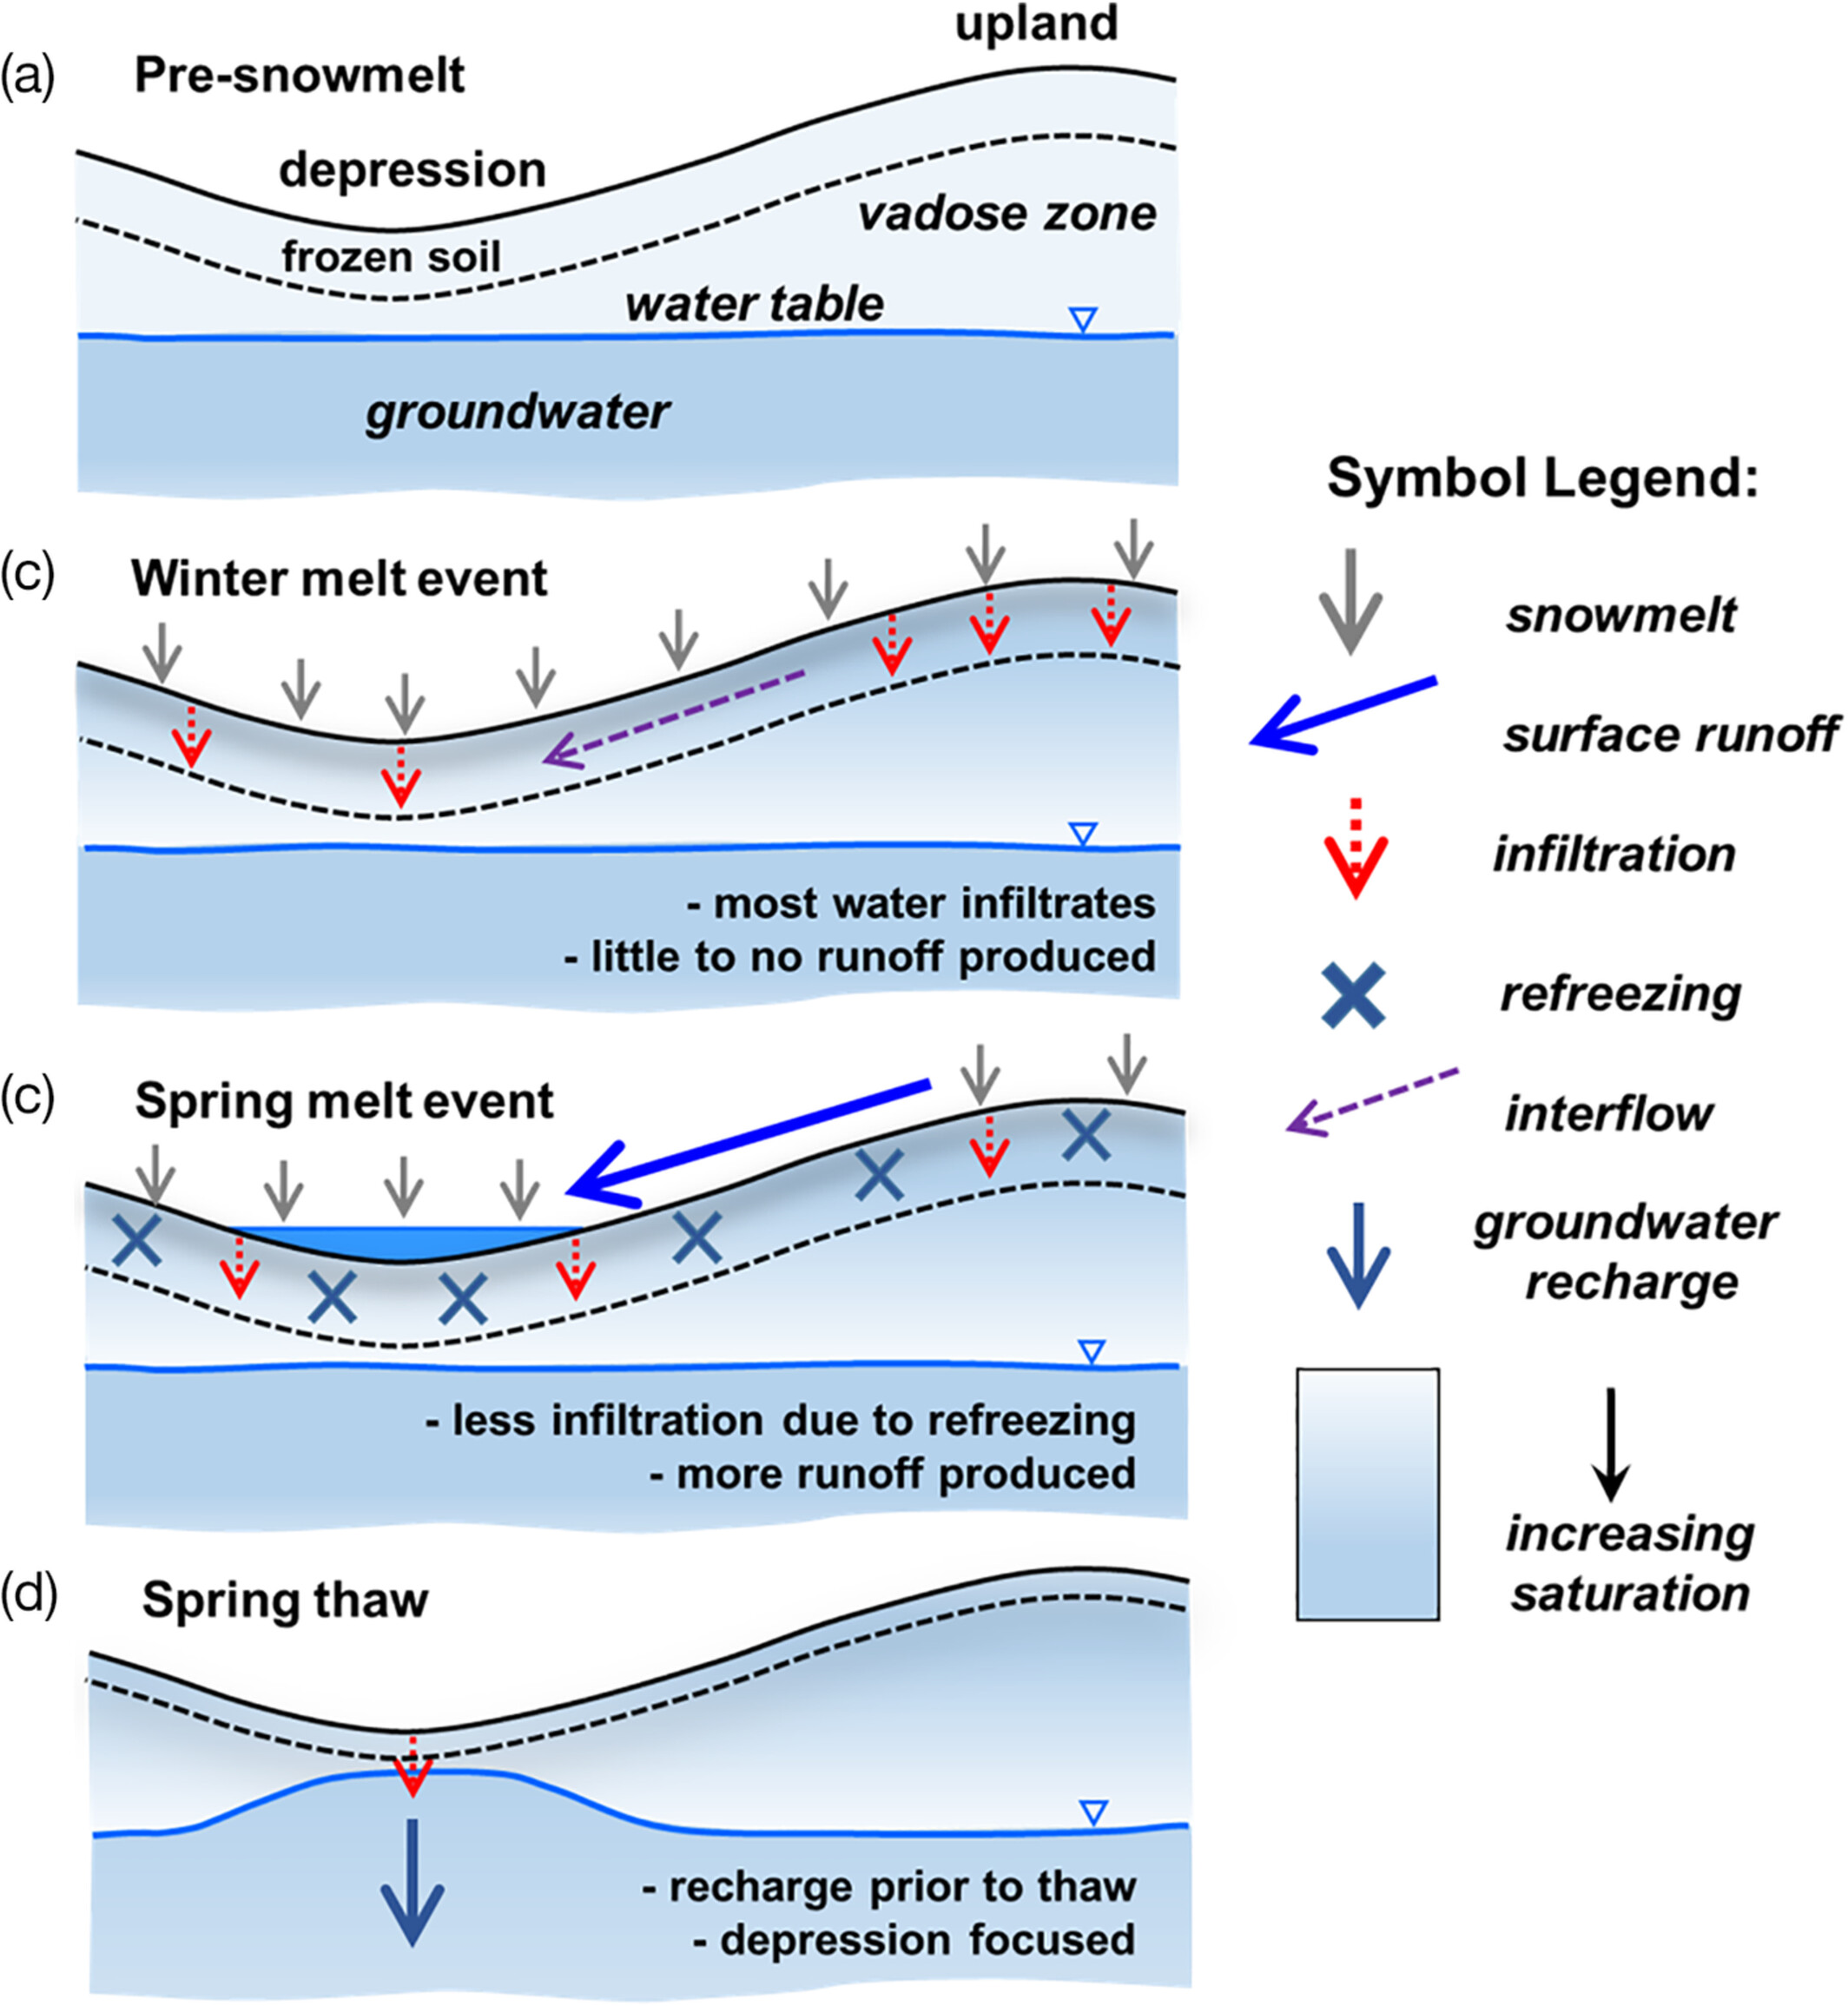 (a) Pre-snowmelt
upland
depression
frozen soil
vadose zone
water table
groundwater
(c) Winter melt event
- most water infiltrates
- little to no runoff produced
(c) Spring melt event
- less infiltration due to refreezing
- more runoff produced
(d) Spring thaw
- recharge prior to thaw
- depression focused
Symbol Legend:
snowmelt
surface runoff
infiltration
refreezing
interflow
groundwater
recharge
increasing
saturation